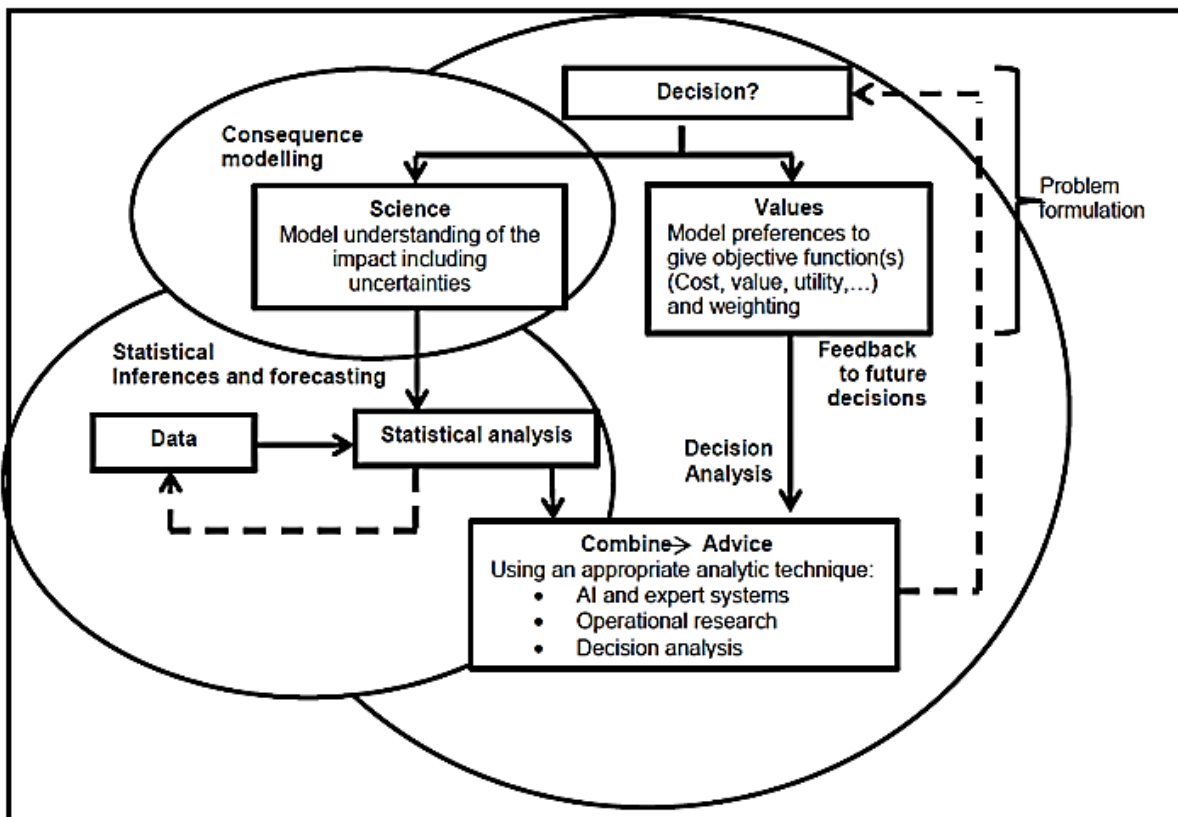 Decision?
Consequence
modelling
Science
Model understanding of the
impact including
uncertainties
Values
Model preferences to
give objective function(s)
(Cost, value, utility,...)
and weighting
Problem
formulation
Statistical
Inferences and forecasting
Feedback
to future
decisions
Data
Statistical analysis
Decision
Analysis
Combine→ Advice
Using an appropriate analytic technique:
• AI and expert systems
• Operational research
• Decision analysis